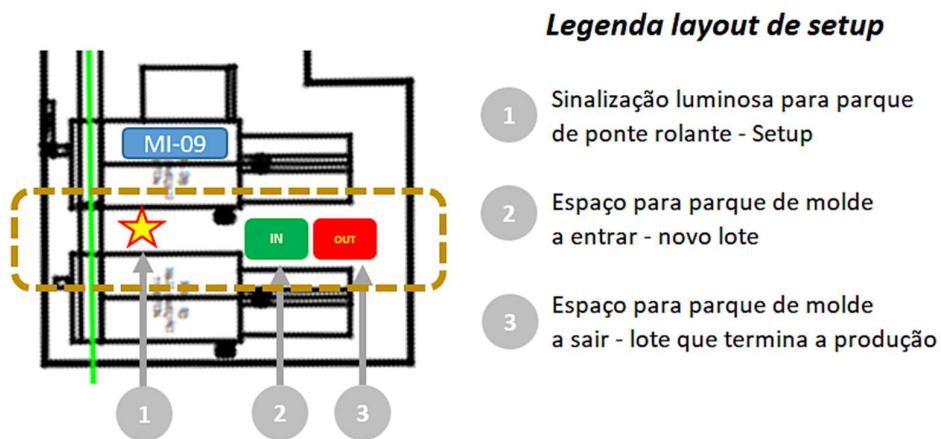 Legenda layout de setup
MI-09
IN
OUT
1
2
3
1
Sinalização luminosa para parque
de ponte rolante - Setup
2
Espaço para parque de molde
a entrar - novo lote
3
Espaço para parque de molde
a sair - lote que termina a produção